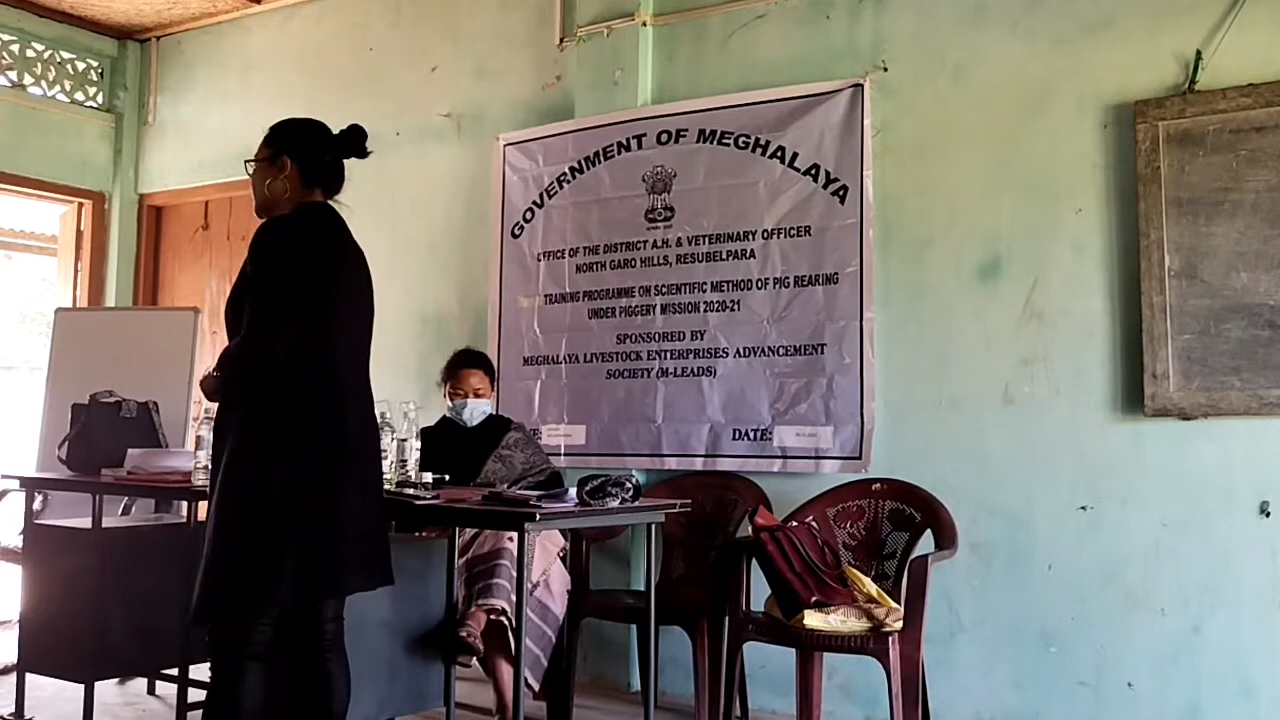 GOVERNMENT OF MEGHALAYA
OFFICE OF THE DISTRICT A.H. & VETERINARY OFFICER
NORTH GARO HILLS, RESUBELPARA
TRAINING PROGRAMME ON SCIENTIFIC METHOD OF PIG REARING
UNDER PIGGERY MISSION 2020-21
SPONSORED BY
MEGHALAYA LIVESTOCK ENTERPRISES ADVANCEMENT
SOCIETY (M-LEADS)
DATE: